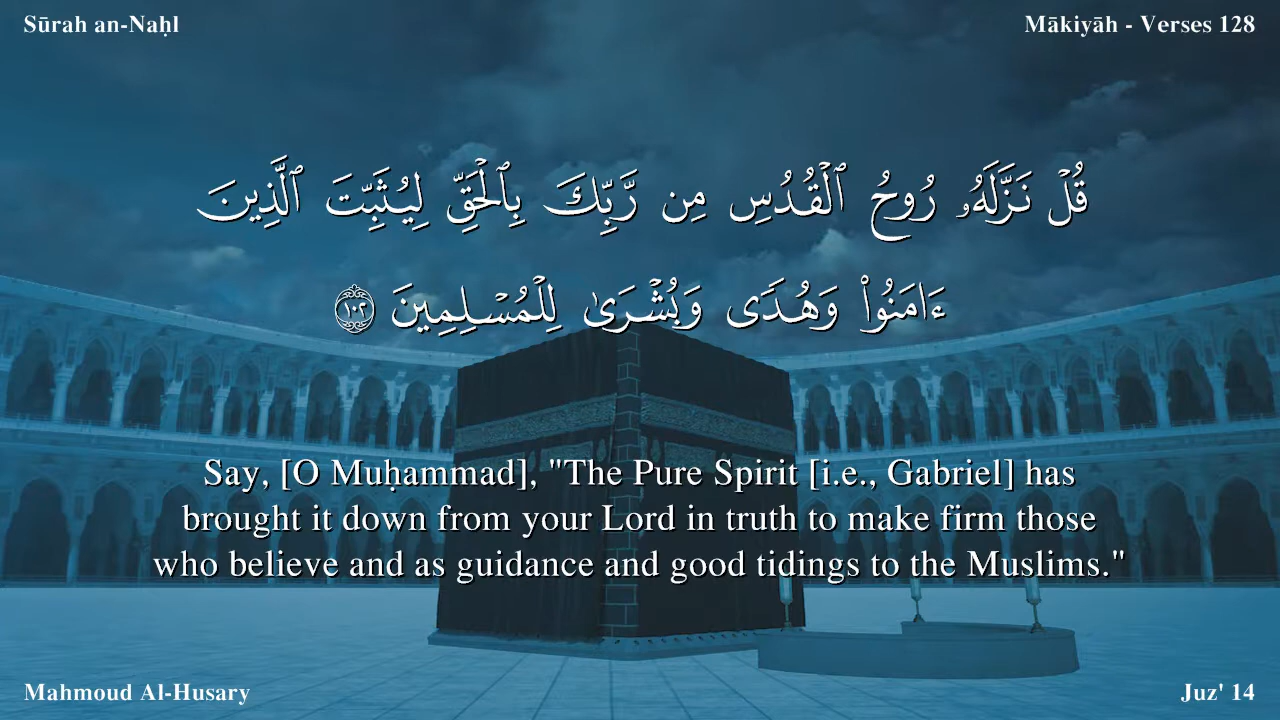 Sūrah an-Naḥl
Mākiyāh - Verses 128
قُلْ نَزَّلَهُۥ رُوحُ ٱلْقُدُسِ مِن رَّبِّكَ بِٱلْحَقِّ لِيُثَبِّتَ ٱلَّذِينَ
ءَامَنُوا۟ وَهُدًى وَبُشْرَىٰ لِلْمُسْلِمِينَ ١٠٢
Say, [O Muḥammad], "The Pure Spirit [i.e., Gabriel] has
brought it down from your Lord in truth to make firm those
who believe and as guidance and good tidings to the Muslims."
Mahmoud Al-Husary
Juz' 14